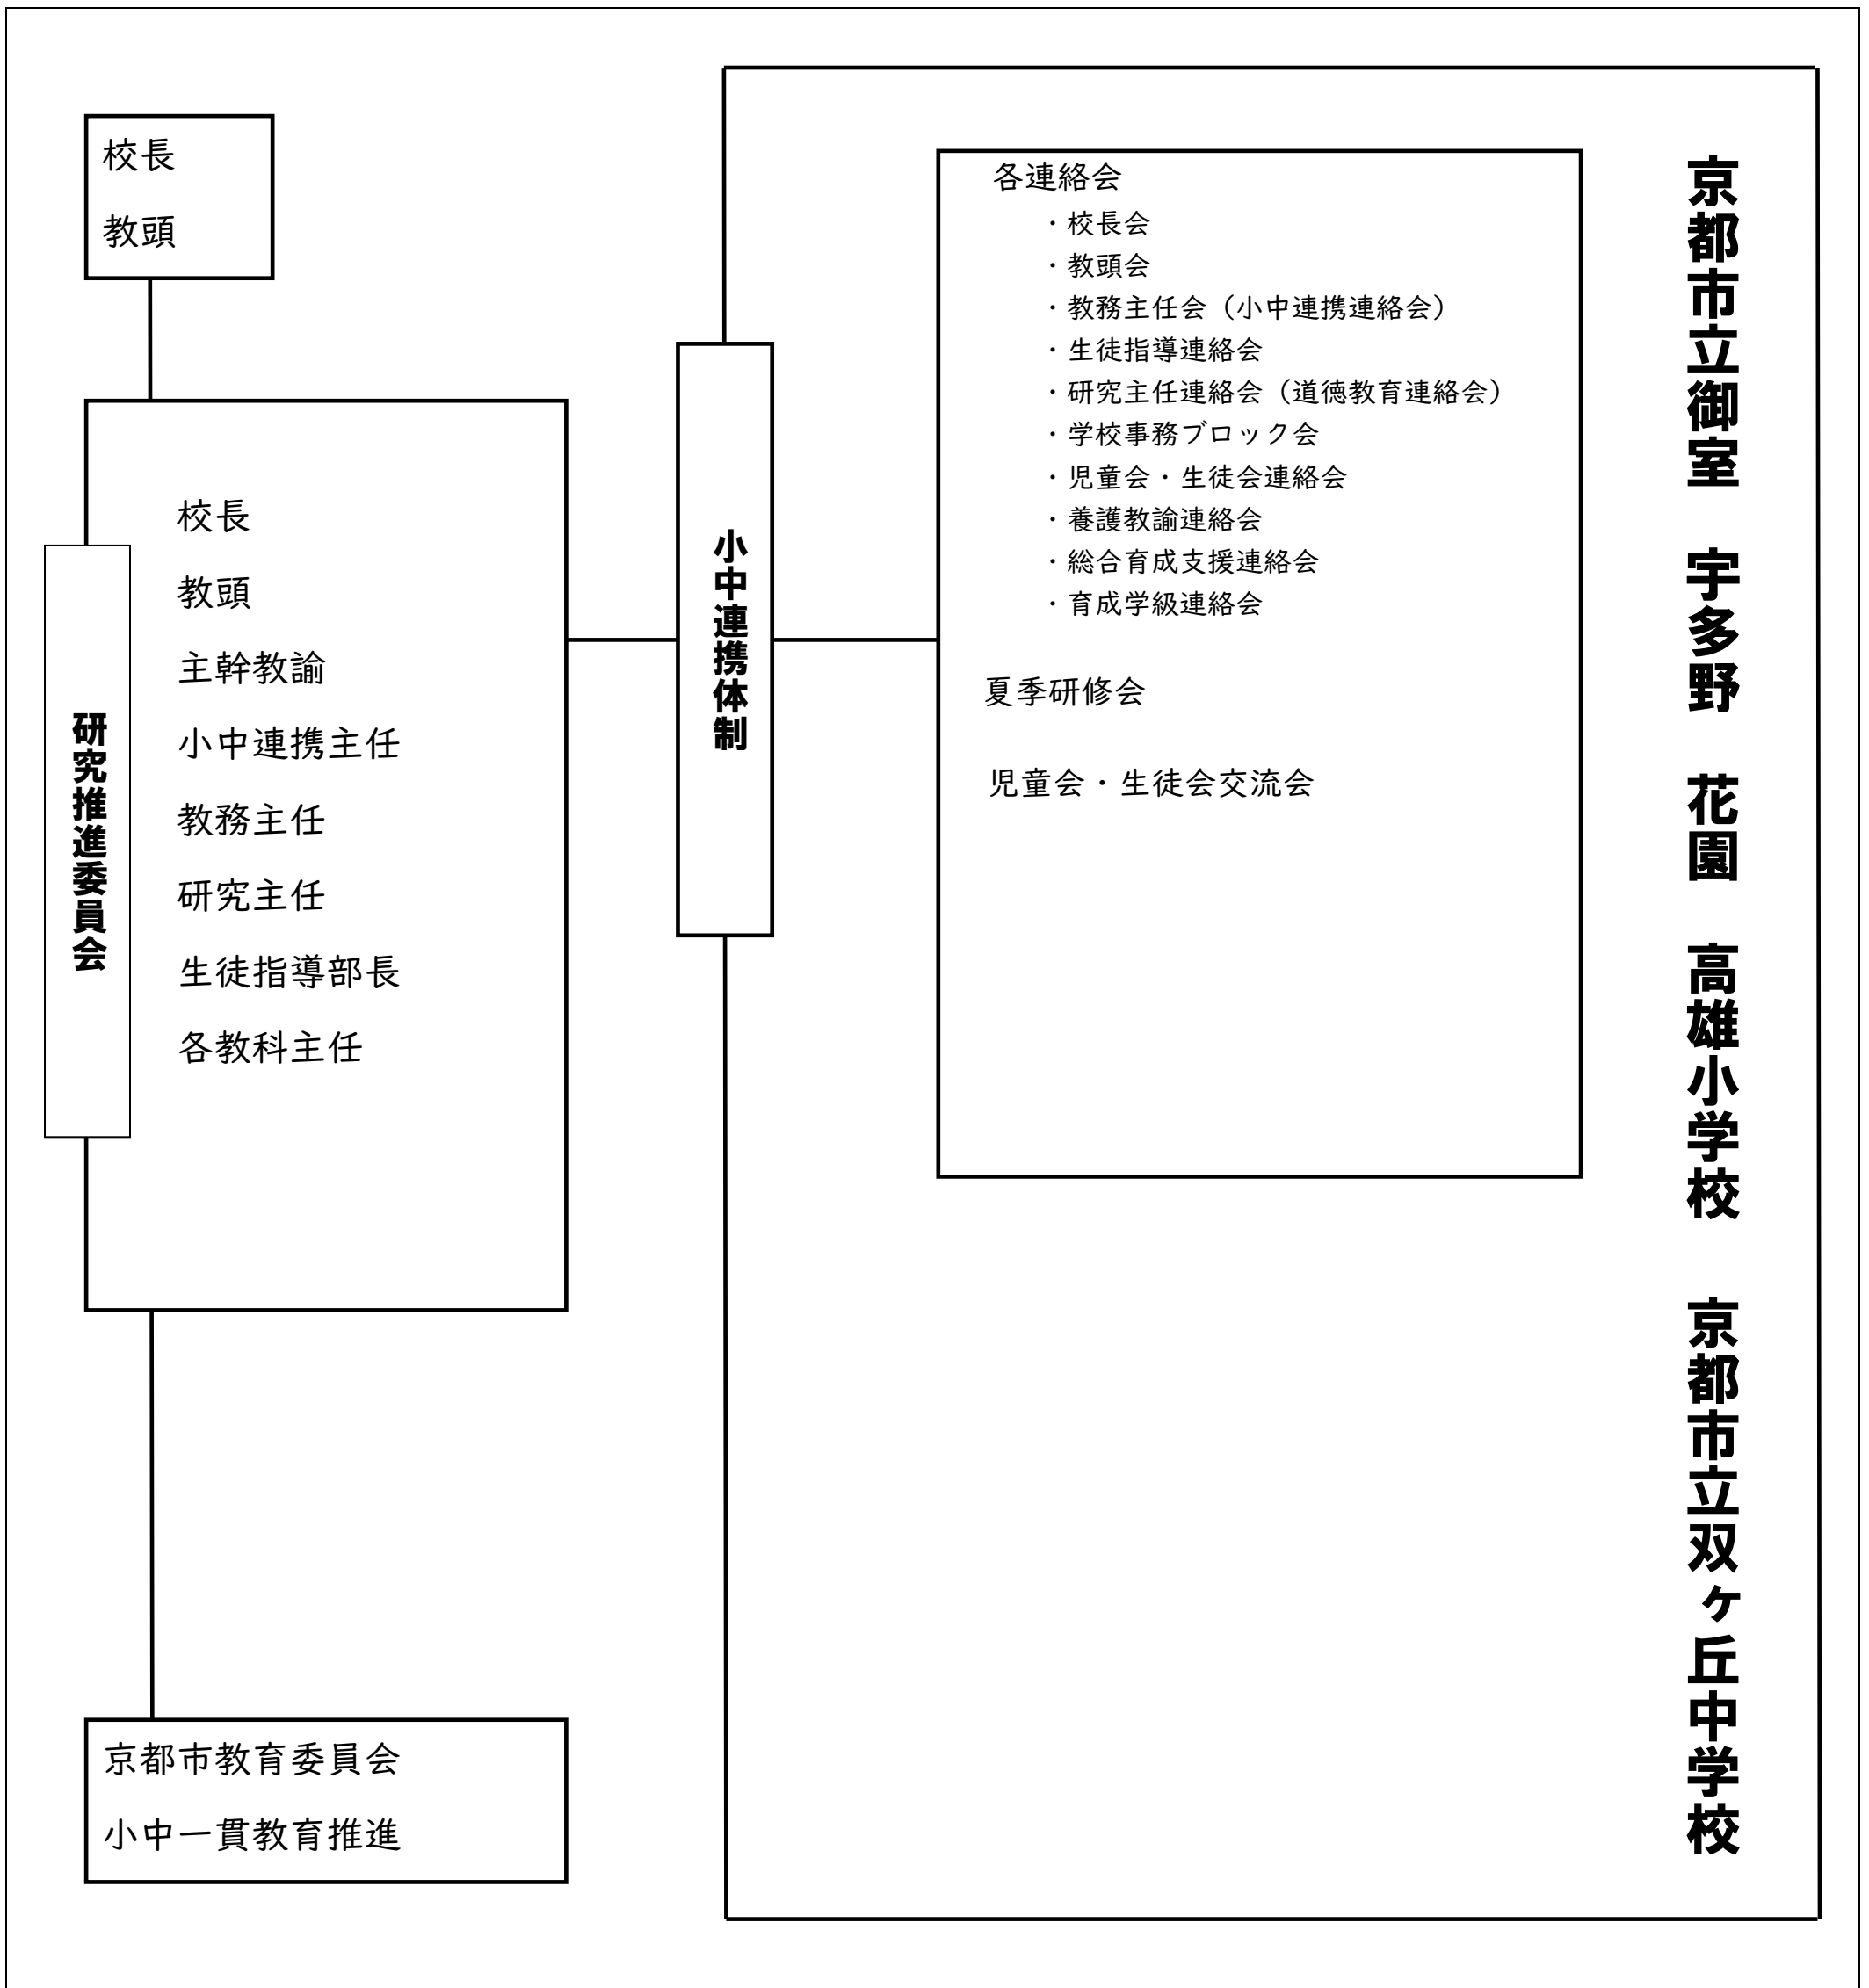 校長
教頭
研究推進委員会
校長
教頭
主幹教諭
小中連携主任
教務主任
研究主任
生徒指導部長
各教科主任
京都市教育委員会
小中一貫教育推進
小中連携体制
各連絡会
・校長会
・教頭会
・教務主任会（小中連携連絡会）
・生徒指導連絡会
・研究主任連絡会（道徳教育連絡会）
・学校事務ブロック会
・児童会・生徒会連絡会
・養護教諭連絡会
・総合育成支援連絡会
・育成学級連絡会
夏季研修会
児童会・生徒会交流会
京都市立御室　宇多野　花園　高雄小学校　京都市立双ヶ丘中学校